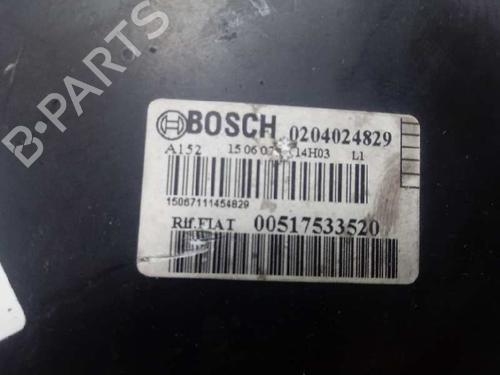 BOSCH 0204024829
A152 15 06 07 14H03 L1
15067111454829
Rif.FIAT 00517533520
B-PARTS